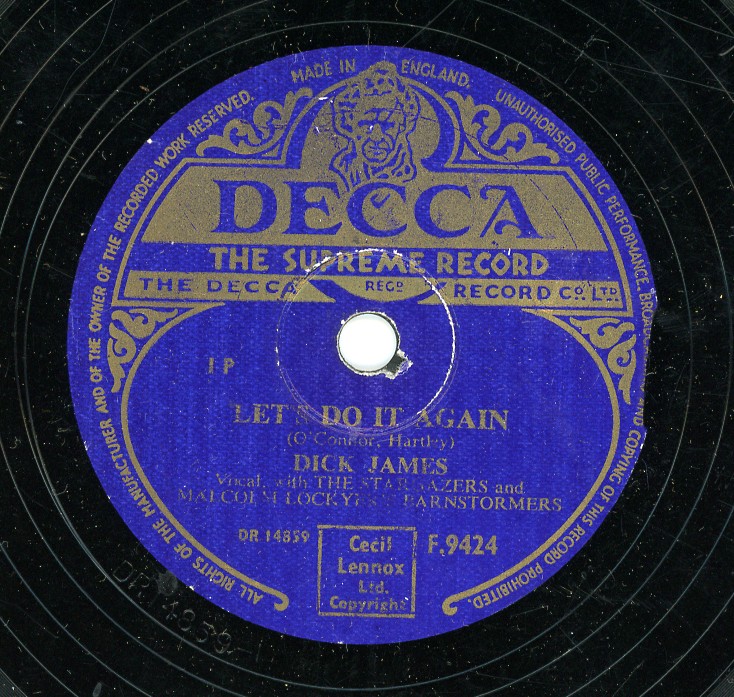 MADE IN ENGLAND.
UNAUTHORISED PUBLIC PERFORMANCE, AND COPYING OF THIS RECORD PROHIBITED.
ALL RIGHTS OF THE MANUFACTURER AND OF THE OWNER OF THE RECORDED WORK RESERVED.
DECCA
THE SUPREME RECORD
THE DECCA REGD RECORD CO. LTD.
1 P
LET'S DO IT AGAIN
(O'Connor, Hartley)
DICK JAMES
Vocal, with THE STARGAZERS and
MALCOLM LOCKYER'S BARNSTORMERS
DR 14859 Cecil F.9424
Lennox
Ltd.
Copyright
DR14859-1